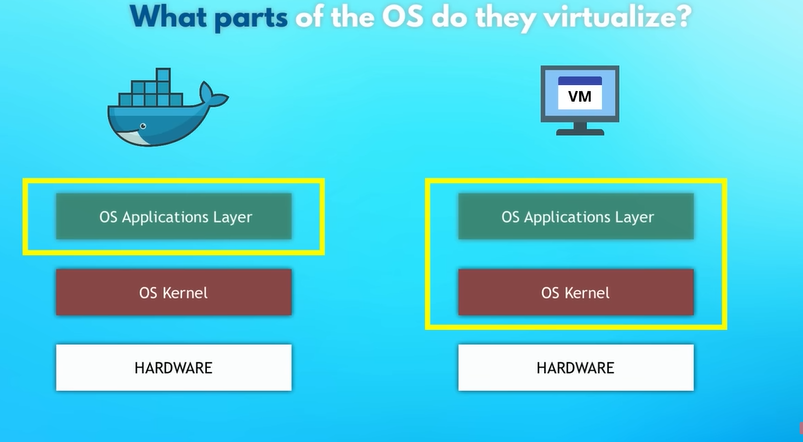 What parts of the OS do they virtualize?
VM
OS Applications Layer
OS Kernel
HARDWARE
OS Applications Layer
OS Kernel
HARDWARE